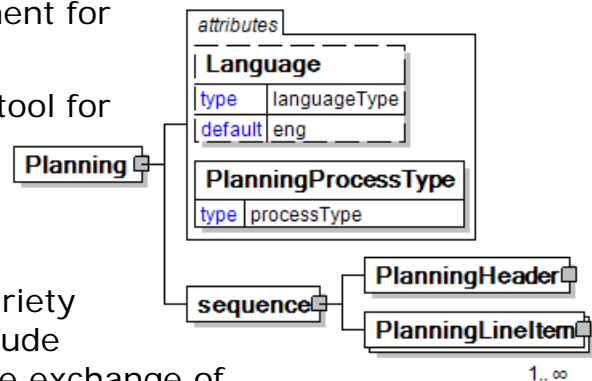 ment for
tool for
riety
ude
e exchange of
attributes
Language
type languageType
default eng
Planning
PlanningProcessType
type processType
sequence
PlanningHeader
PlanningLineItem
1..∞